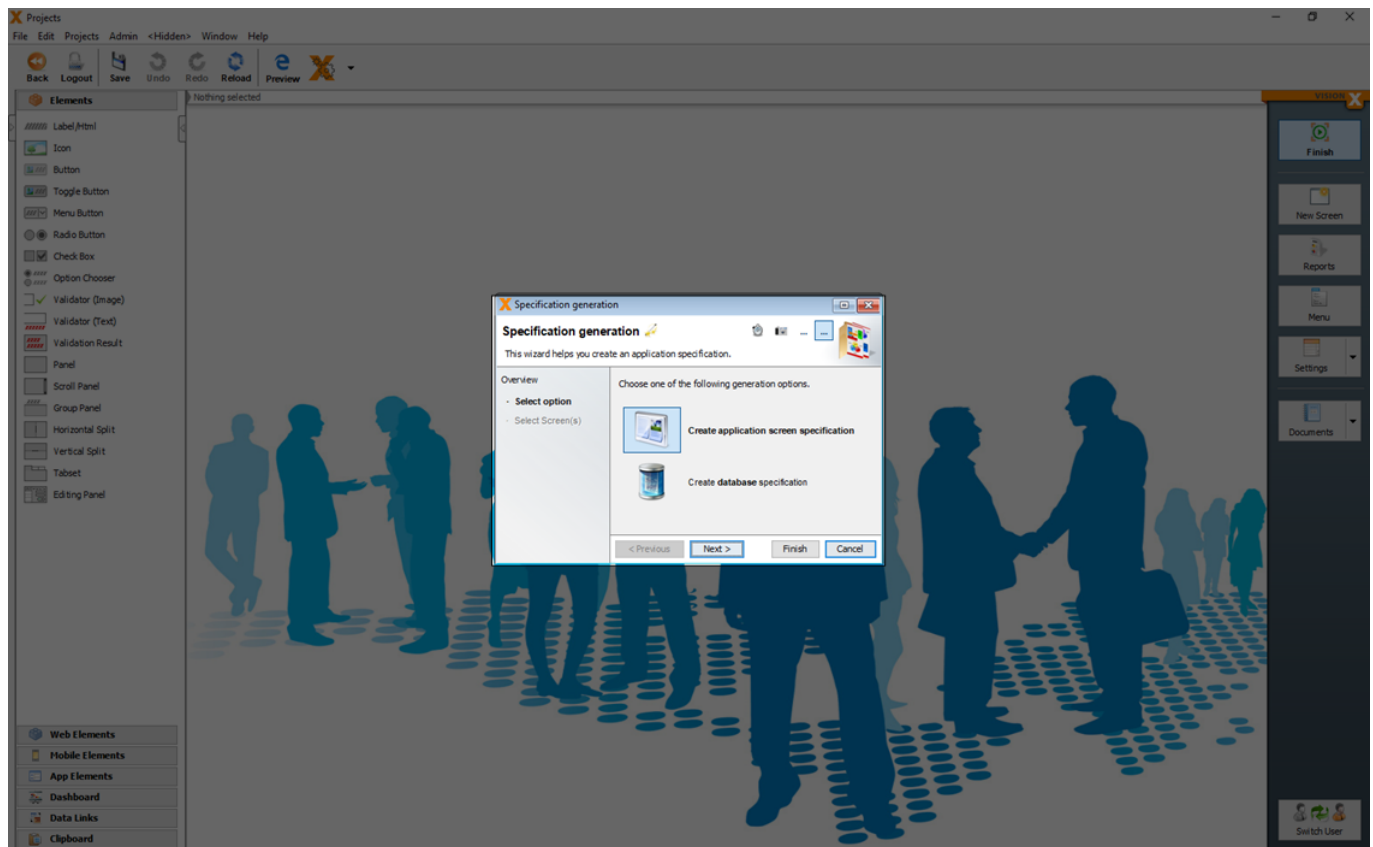 Projects
File Edit Projects Admin <Hidden> Window Help
Back Logout Save Undo Redo Reload Preview
Elements
Nothing selected
VISION X
Label/Html
Icon
Button
Toggle Button
Menu Button
Radio Button
Check Box
Option Chooser
Validator (Image)
Validator (Text)
Validation Result
Panel
Scroll Panel
Group Panel
Horizontal Split
Vertical Split
Tabset
Editing Panel
Web Elements
Mobile Elements
App Elements
Dashboard
Data Links
Clipboard
Specification generation
Specification generation
... ...
This wizard helps you create an application specification.
Overview
- Select option
- Select Screen(s)
Choose one of the following generation options.
Create application screen specification
Create database specification
< Previous Next > Finish Cancel
Finish
New Screen
Reports
Menu
Settings
Documents
Switch User